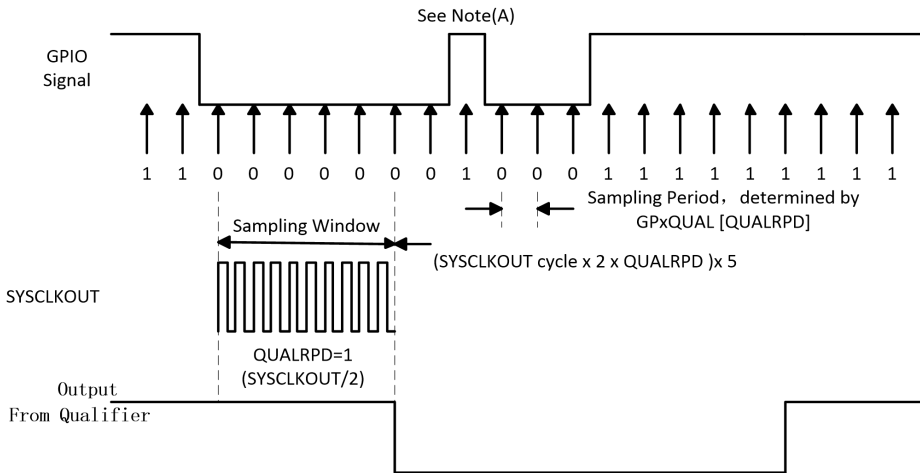 See Note(A)
GPIO
Signal
1 1 0 0 0 0 0 0 0 1 0 0 0 1 1 1 1 1 1 1 1 1
Sampling Period，determined by
GPxQUAL [QUALRPD]
Sampling Window
(SYSCLKOUT cycle x 2 x QUALRPD )x 5
SYSCLKOUT
QUALRPD=1
(SYSCLKOUT/2)
Output
From Qualifier